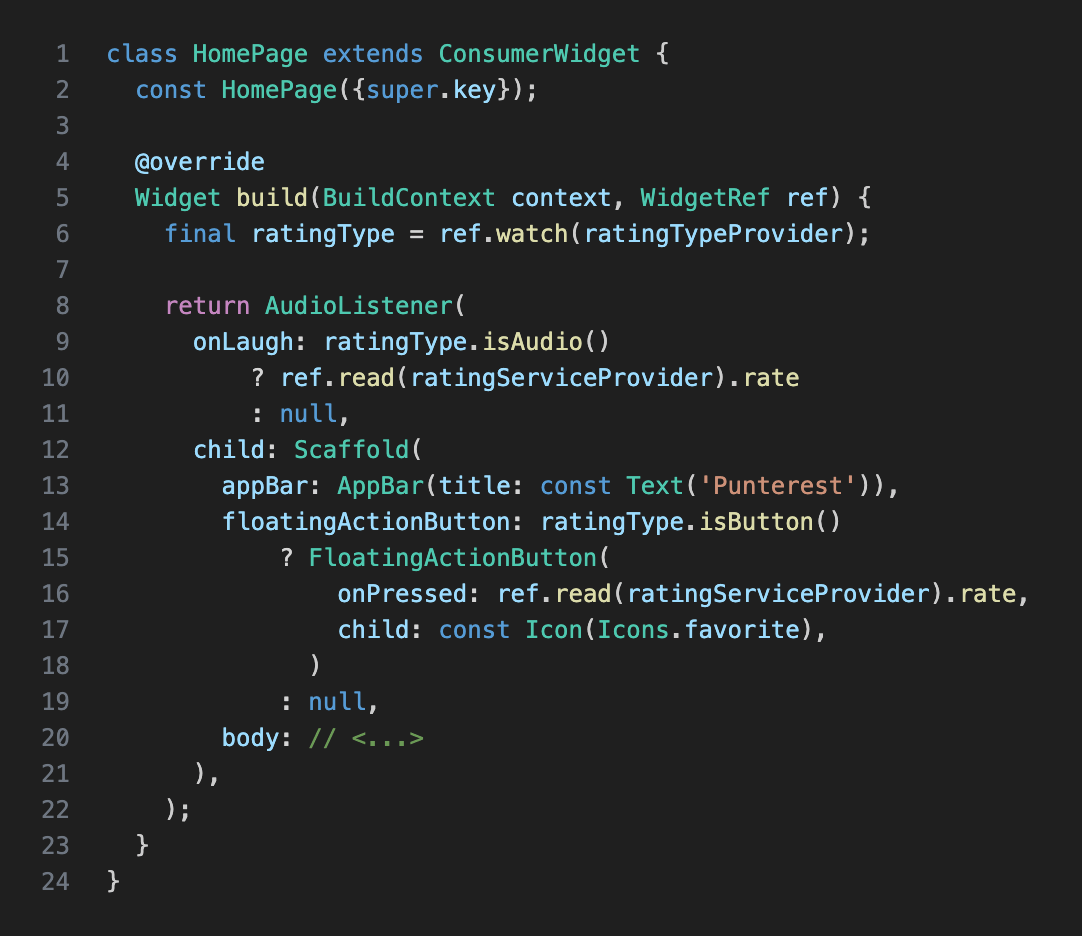 1 class HomePage extends ConsumerWidget {
2   const HomePage({super.key});
3
4   @override
5   Widget build(BuildContext context, WidgetRef ref) {
6     final ratingType = ref.watch(ratingTypeProvider);
7
8     return AudioListener(
9       onLaugh: ratingType.isAudio()
10           ? ref.read(ratingServiceProvider).rate
11           : null,
12       child: Scaffold(
13         appBar: AppBar(title: const Text('Punterest')),
14         floatingActionButton: ratingType.isButton()
15             ? FloatingActionButton(
16                 onPressed: ref.read(ratingServiceProvider).rate,
17                 child: const Icon(Icons.favorite),
18               )
19             : null,
20         body: // <...>
21       ),
22     );
23   }
24 }